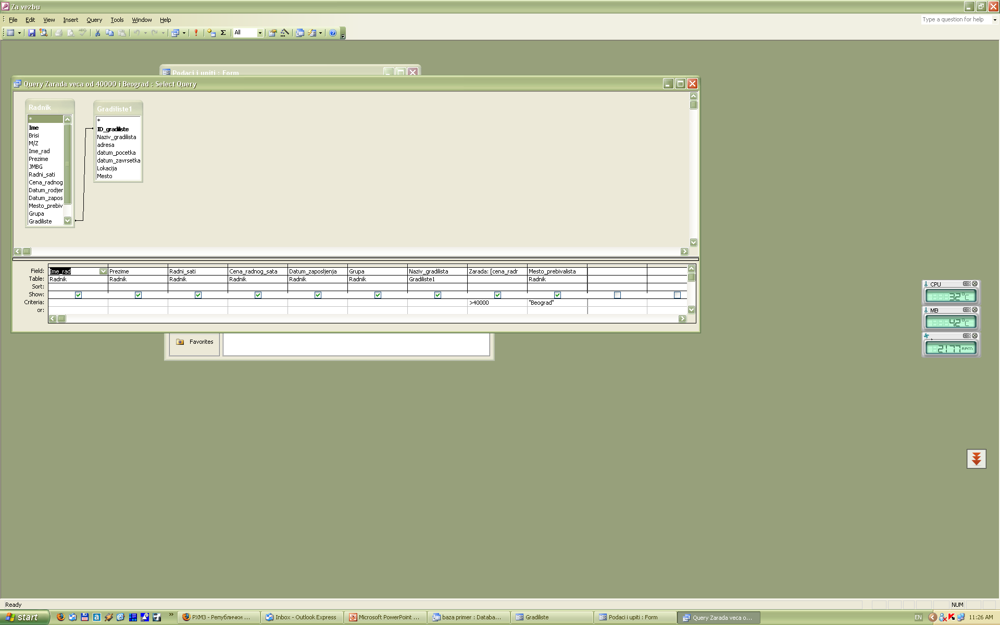 Za vezbu
File Edit View Insert Query Tools Window Help
Type a question for help
All
Podaci i upiti : Form
Query Zarada veca od 40000 i Beograd : Select Query
Radnik
*
Ime
Brisi
M/Z
Ime_rad
Prezime
JMBG
Radni_sati
Cena_radnog
Datum_rodjer
Datum_zapos
Mesto_prebiv
Grupa
Gradiliste
Gradiliste1
*
ID_gradiliste
Naziv_gradilista
adresa
datum_pocetka
datum_zavrsetka
Lokacija
Mesto
Field: Ime_rad Prezime Radni_sati Cena_radnog_sata Datum_zaposljenja Grupa Naziv_gradilista Zarada: [cena_radr Mesto_prebivalista
Table: Radnik Radnik Radnik Radnik Radnik Radnik Gradiliste1 Radnik
Sort:
Show:
Criteria: >40000 "Beograd"
or:
Favorites
CPU
32°C
MB
42°C
2177 RPM
Ready
NUM
start
РХМЗ - Републички ...
Inbox - Outlook Express
Microsoft PowerPoint ...
baza primer : Databa...
Gradiliste
Podaci i upiti : Form
Query Zarada veca o...
EN
11:26 AM